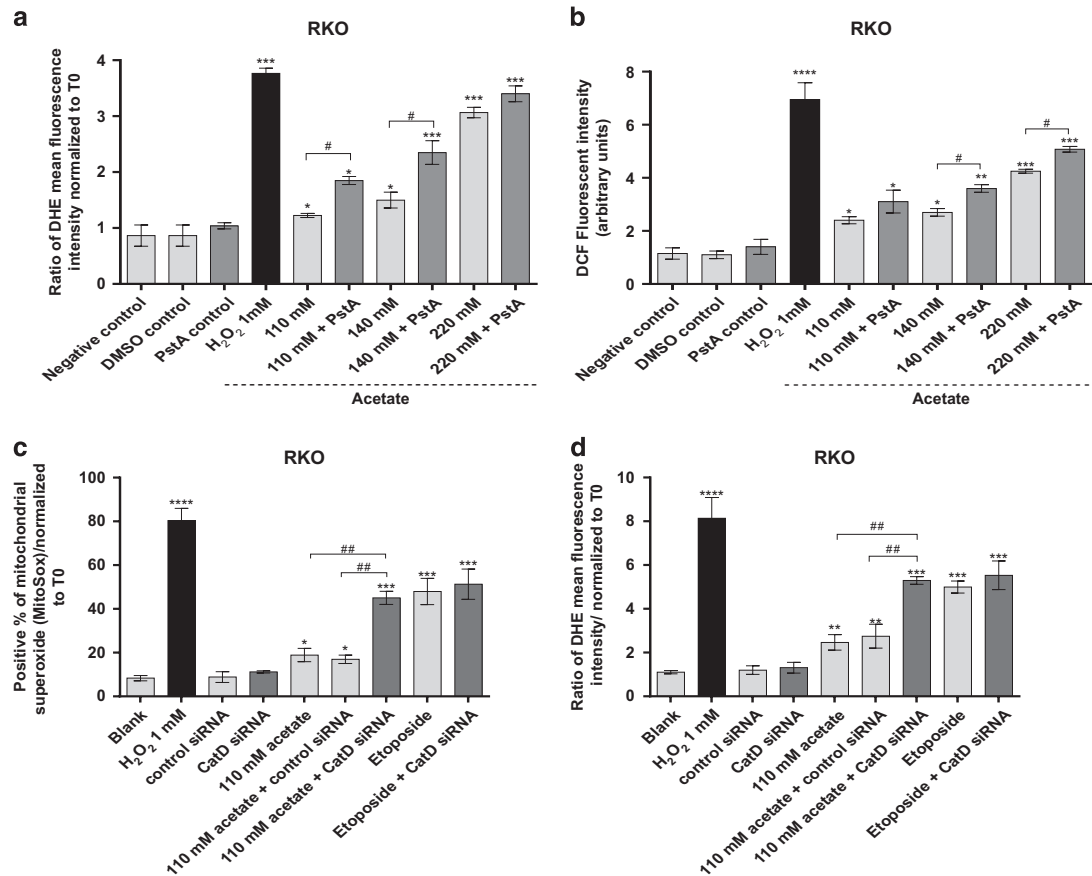 a
RKO
Ratio of DHE mean fluorescence
intensity normalized to T0
4
3
2
1
0
***
*
#
*
*
#
***
***
***
Negative control
DMSO control
PstA control
H2O2 1mM
110 mM
110 mM + PstA
140 mM
140 mM + PstA
220 mM
220 mM + PstA
Acetate
b
RKO
DCF Fluorescent intensity
(arbitrary units)
8
6
4
2
0
****
*
*
*
#
**
***
#
***
Negative control
DMSO control
PstA control
H2O2 1mM
110 mM
110 mM + PstA
140 mM
140 mM + PstA
220 mM
220 mM + PstA
Acetate
c
RKO
Positive % of mitochondrial
superoxide (MitoSox)/normalized
to T0
100
80
60
40
20
0
****
*
*
##
##
***
***
***
Blank
H2O2 1 mM
control siRNA
CatD siRNA
110 mM acetate
110 mM acetate + control siRNA
110 mM acetate + CatD siRNA
Etoposide
Etoposide + CatD siRNA
d
RKO
Ratio of DHE mean fluorescence
intensity/ normalized to T0
10
8
6
4
2
0
****
**
**
##
##
***
***
***
Blank
H2O2 1 mM
control siRNA
CatD siRNA
110 mM acetate
110 mM acetate + control siRNA
110 mM acetate + CatD siRNA
Etoposide
Etoposide + CatD siRNA